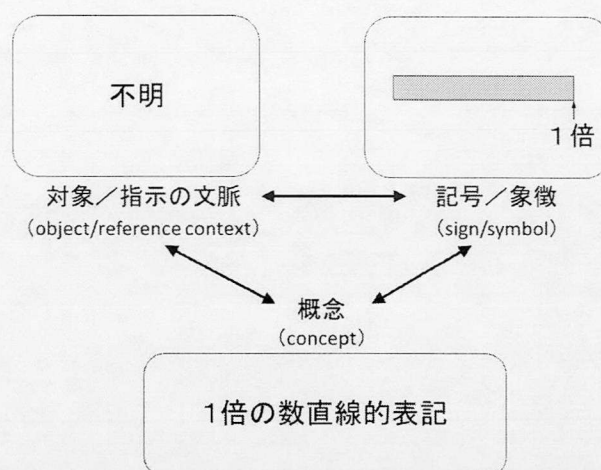 不明
1倍
対象／指示の文脈
(object/reference context)
記号／象徴
(sign/symbol)
概念
(concept)
1倍の数直線的表記